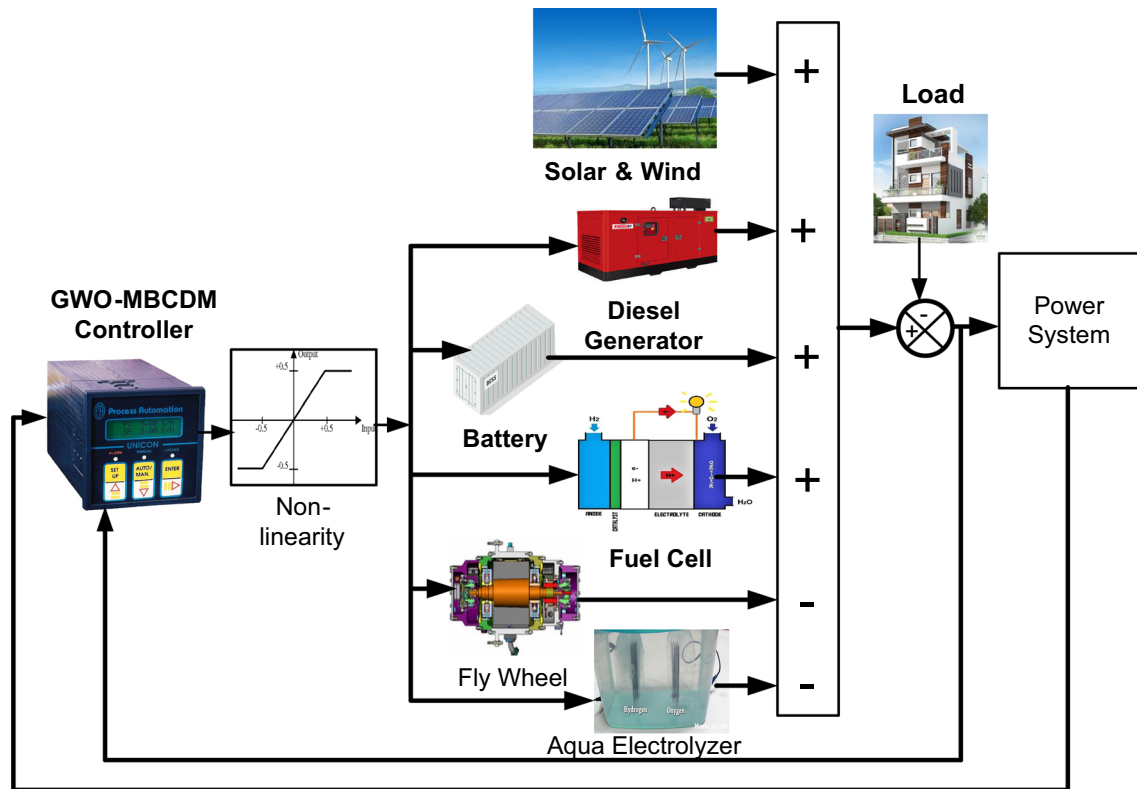 Solar & Wind
+
Load
Diesel
Generator
+
-
+
Power
System
GWO-MBCDM
Controller
Process Automation
UNICON
ALARM
MANUAL
SET
UP
AUTO/
MAN.
ENTER
Output
+0.5
-0.5
+0.5
Input
-0.5
Non-
linearity
BESS
Battery
+
H₂
O₂
e-
H+
H₂O
ANODE
CATALYST
ELECTROLYTE
CATHODE
+
Fuel Cell
-
Fly Wheel
Hydrogen
Oxygen
-
Aqua Electrolyzer